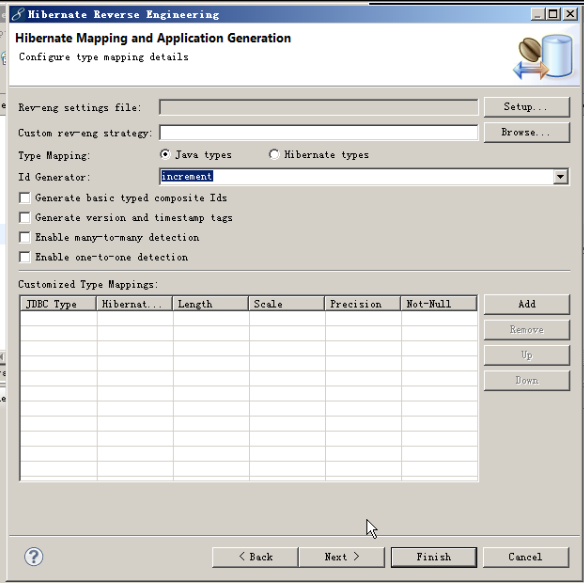 Hibernate Reverse Engineering
Hibernate Mapping and Application Generation
Configure type mapping details
Rev-eng settings file:
Setup...
Custom rev-eng strategy:
Browse...
Type Mapping:
Java types
Hibernate types
Id Generator:
increment
Generate basic typed composite Ids
Generate version and timestamp tags
Enable many-to-many detection
Enable one-to-one detection
Customized Type Mappings:
JDBC Type Hibernat... Length Scale Precision Not-Null
Add
Remove
Up
Down
?
< Back Next > Finish Cancel